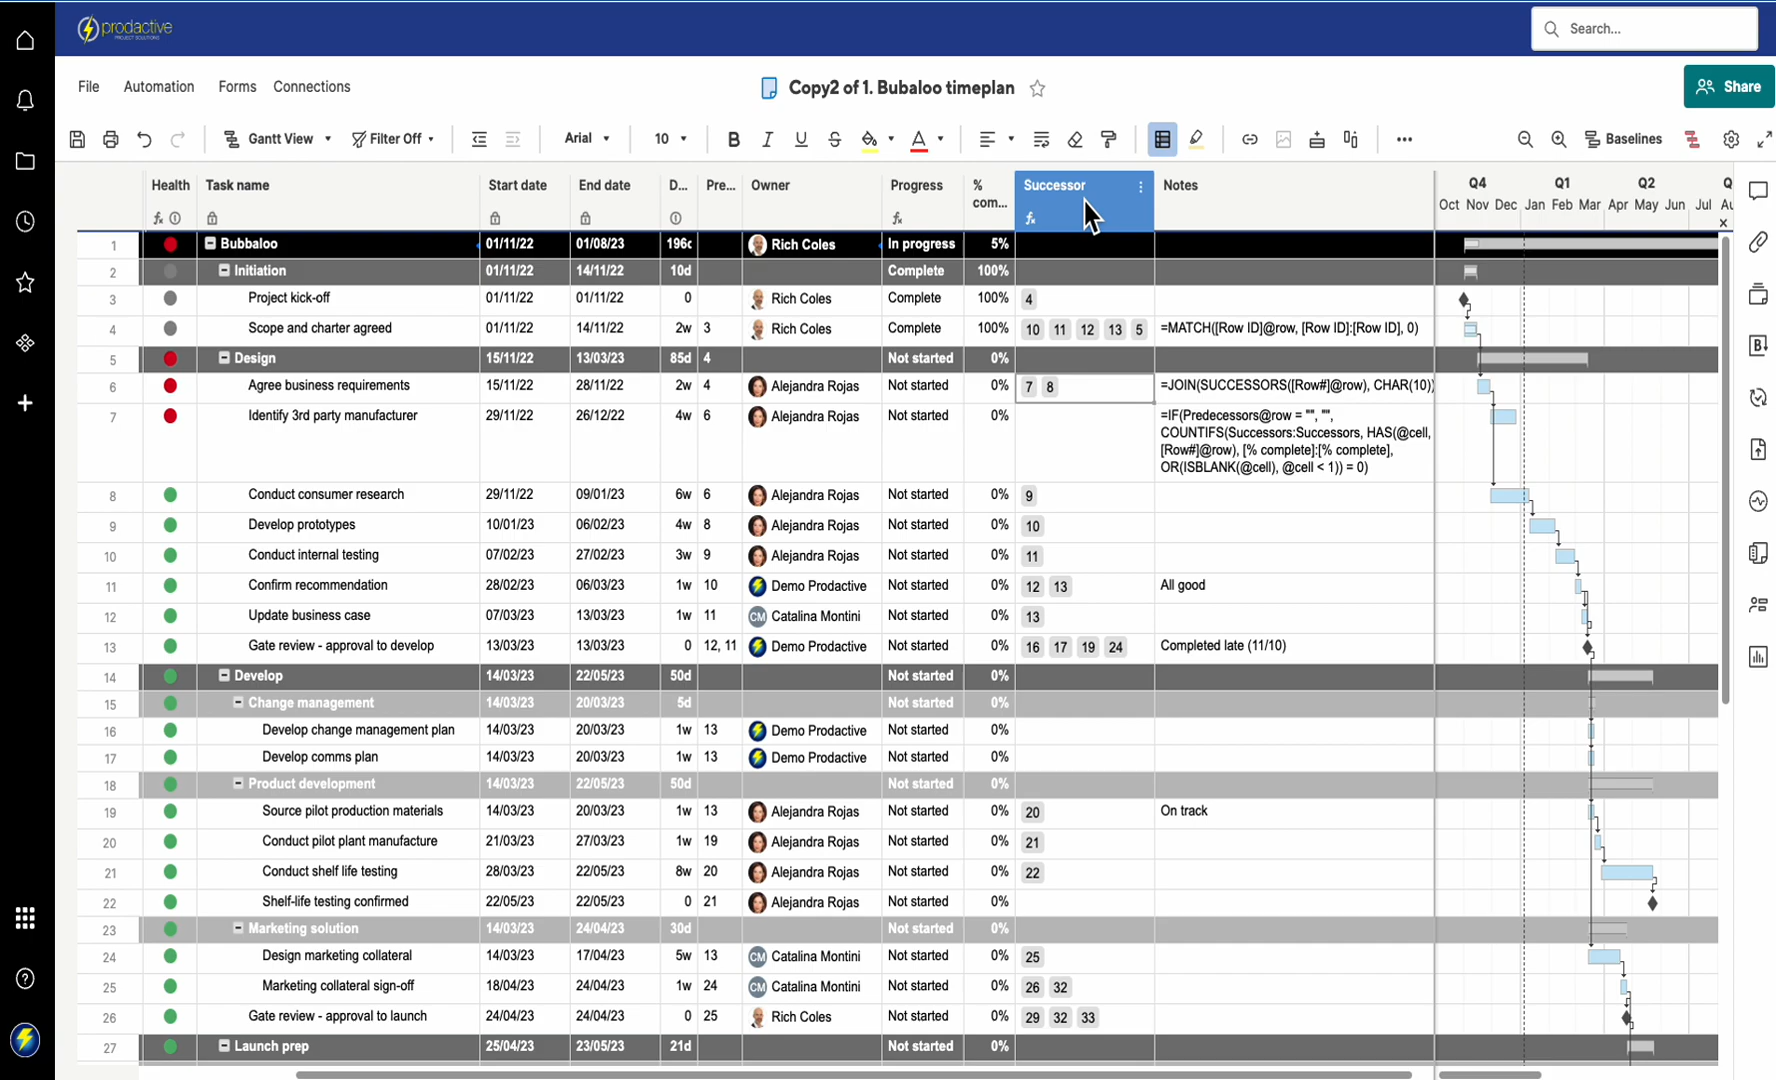 prodactive
PROJECT SOLUTIONS
Search...
File Automation Forms Connections
Copy2 of 1. Bubaloo timeplan
Share
Gantt View Filter Off Arial 10 B I U S A Baselines
Health Task name Start date End date D... Pre... Owner Progress % com... Successor Notes
Q4 Q1 Q2 Q
Oct Nov Dec Jan Feb Mar Apr May Jun Jul Au
1 Bubbaloo 01/11/22 01/08/23 196d Rich Coles In progress 5%
2 Initiation 01/11/22 14/11/22 10d Complete 100%
3 Project kick-off 01/11/22 01/11/22 0 Rich Coles Complete 100% 4
4 Scope and charter agreed 01/11/22 14/11/22 2w 3 Rich Coles Complete 100% 10 11 12 13 5 =MATCH([Row ID]@row, [Row ID]:[Row ID], 0)
5 Design 15/11/22 13/03/23 85d 4 Not started 0%
6 Agree business requirements 15/11/22 28/11/22 2w 4 Alejandra Rojas Not started 0% 7 8 =JOIN(SUCCESSORS([Row#]@row), CHAR(10))
7 Identify 3rd party manufacturer 29/11/22 26/12/22 4w 6 Alejandra Rojas Not started 0% =IF(Predecessors@row = "", "",
COUNTIFS(Successors:Successors, HAS(@cell,
[Row#]@row), [% complete]:[% complete],
OR(ISBLANK(@cell), @cell < 1)) = 0)
8 Conduct consumer research 29/11/22 09/01/23 6w 6 Alejandra Rojas Not started 0% 9
9 Develop prototypes 10/01/23 06/02/23 4w 8 Alejandra Rojas Not started 0% 10
10 Conduct internal testing 07/02/23 27/02/23 3w 9 Alejandra Rojas Not started 0% 11
11 Confirm recommendation 28/02/23 06/03/23 1w 10 Demo Prodactive Not started 0% 12 13 All good
12 Update business case 07/03/23 13/03/23 1w 11 CM Catalina Montini Not started 0% 13
13 Gate review - approval to develop 13/03/23 13/03/23 0 12, 11 Demo Prodactive Not started 0% 16 17 19 24 Completed late (11/10)
14 Develop 14/03/23 22/05/23 50d Not started 0%
15 Change management 14/03/23 20/03/23 5d Not started 0%
16 Develop change management plan 14/03/23 20/03/23 1w 13 Demo Prodactive Not started 0%
17 Develop comms plan 14/03/23 20/03/23 1w 13 Demo Prodactive Not started 0%
18 Product development 14/03/23 22/05/23 50d Not started 0%
19 Source pilot production materials 14/03/23 20/03/23 1w 13 Alejandra Rojas Not started 0% 20 On track
20 Conduct pilot plant manufacture 21/03/23 27/03/23 1w 19 Alejandra Rojas Not started 0% 21
21 Conduct shelf life testing 28/03/23 22/05/23 8w 20 Alejandra Rojas Not started 0% 22
22 Shelf-life testing confirmed 22/05/23 22/05/23 0 21 Alejandra Rojas Not started 0%
23 Marketing solution 14/03/23 24/04/23 30d Not started 0%
24 Design marketing collateral 14/03/23 17/04/23 5w 13 CM Catalina Montini Not started 0% 25
25 Marketing collateral sign-off 18/04/23 24/04/23 1w 24 CM Catalina Montini Not started 0% 26 32
26 Gate review - approval to launch 24/04/23 24/04/23 0 25 Rich Coles Not started 0% 29 32 33
27 Launch prep 25/04/23 23/05/23 21d Not started 0%